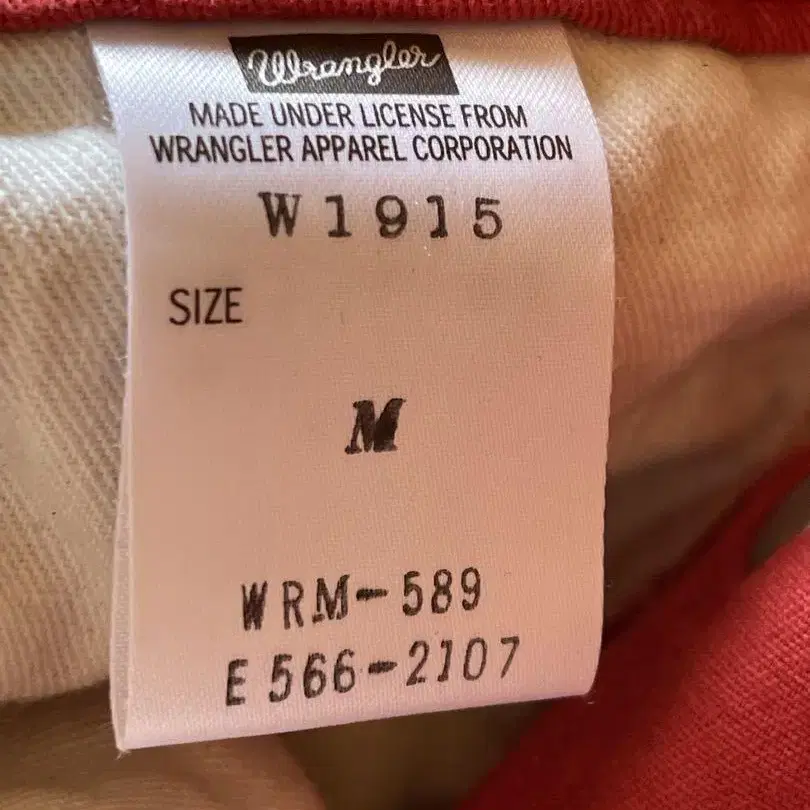 Wrangler
MADE UNDER LICENSE FROM
WRANGLER APPAREL CORPORATION
W1915
SIZE
M
WRM-589
E566-2107